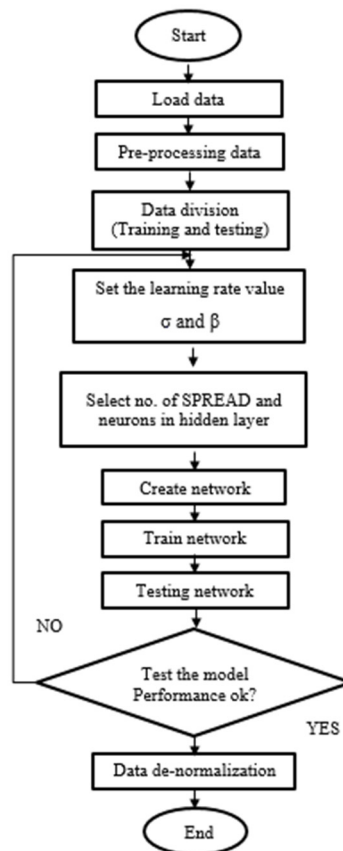 Start
Load data
Pre-processing data
Data division
(Training and testing)
Set the learning rate value
σ and β
Select no. of SPREAD and
neurons in hidden layer
Create network
Train network
Testing network
NO
Test the model
Performance ok?
YES
Data de-normalization
End